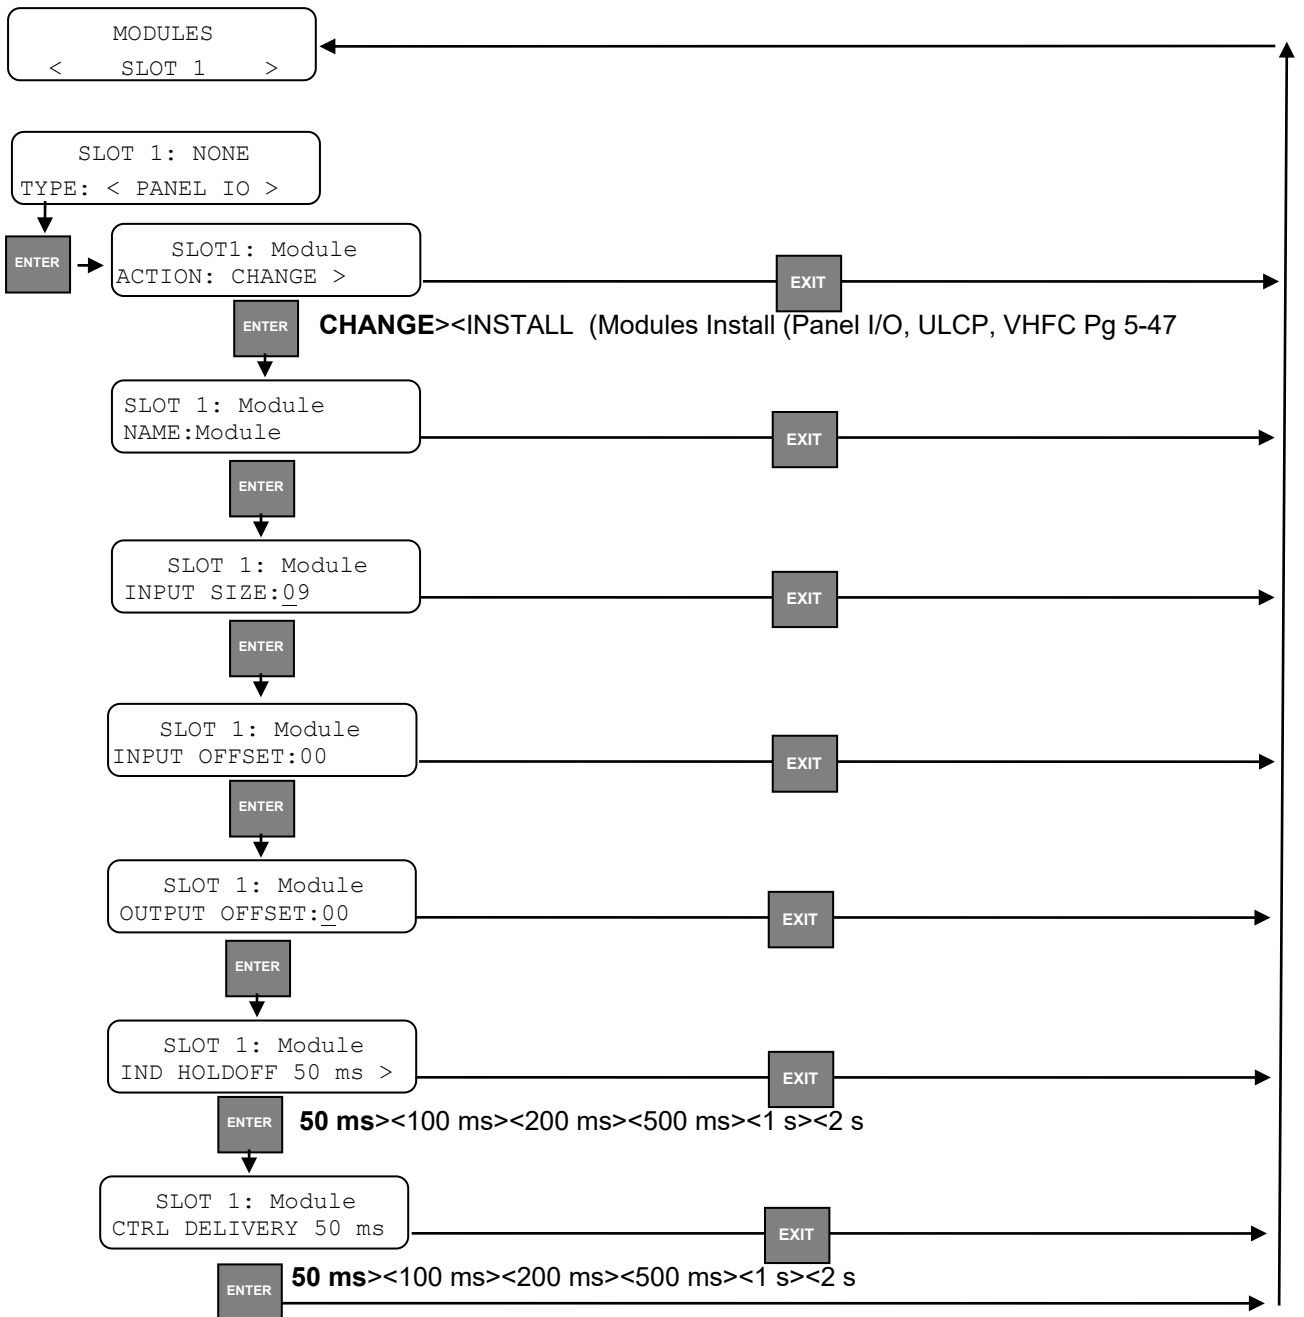 MODULES
< SLOT 1 >
SLOT 1: NONE
TYPE: < PANEL IO >
ENTER
SLOT1: Module
ACTION: CHANGE >
EXIT
ENTER
CHANGE><INSTALL (Modules Install (Panel I/O, ULCP, VHFC Pg 5-47
SLOT 1: Module
NAME:Module
EXIT
ENTER
SLOT 1: Module
INPUT SIZE:09
EXIT
ENTER
SLOT 1: Module
INPUT OFFSET:00
EXIT
ENTER
SLOT 1: Module
OUTPUT OFFSET:00
EXIT
ENTER
SLOT 1: Module
IND HOLDOFF 50 ms >
EXIT
ENTER
50 ms><100 ms><200 ms><500 ms><1 s><2 s
SLOT 1: Module
CTRL DELIVERY 50 ms
EXIT
ENTER
50 ms><100 ms><200 ms><500 ms><1 s><2 s